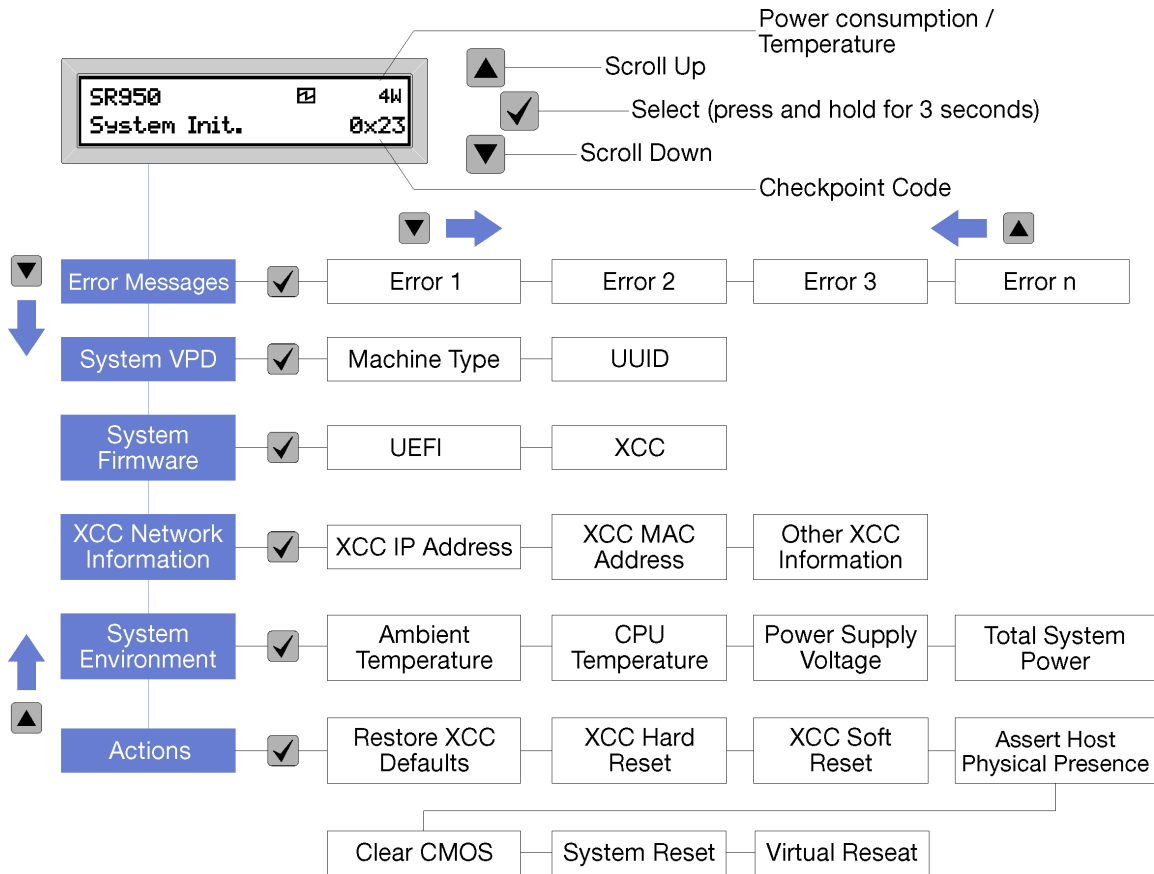 Power consumption /
Temperature
SR950 4W
System Init. 0x23
Scroll Up
Select (press and hold for 3 seconds)
Scroll Down
Checkpoint Code
Error Messages
Error 1
Error 2
Error 3
Error n
System VPD
Machine Type
UUID
System
Firmware
UEFI
XCC
XCC Network
Information
XCC IP Address
XCC MAC
Address
Other XCC
Information
System
Environment
Ambient
Temperature
CPU
Temperature
Power Supply
Voltage
Total System
Power
Actions
Restore XCC
Defaults
XCC Hard
Reset
XCC Soft
Reset
Assert Host
Physical Presence
Clear CMOS
System Reset
Virtual Reseat